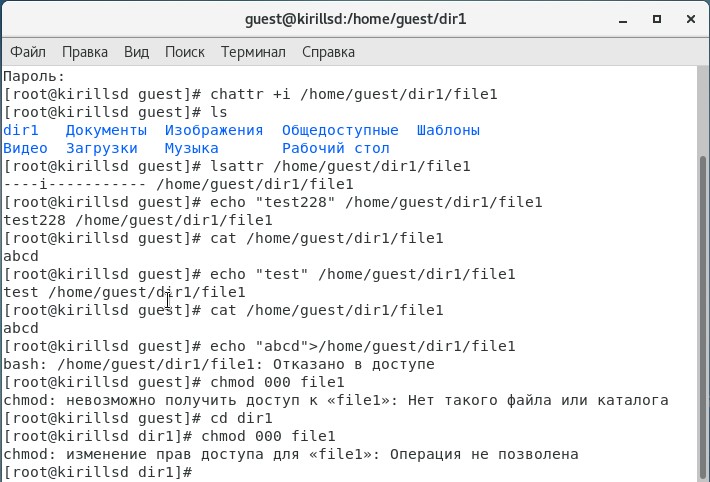 guest@kirillsd:/home/guest/dir1
Файл Правка Вид Поиск Терминал Справка
Пароль:
[root@kirillsd guest]# chattr +i /home/guest/dir1/file1
[root@kirillsd guest]# ls
dir1 Документы Изображения Общедоступные Шаблоны
Видео Загрузки Музыка Рабочий стол
[root@kirillsd guest]# lsattr /home/guest/dir1/file1
----i----------- /home/guest/dir1/file1
[root@kirillsd guest]# echo "test228" /home/guest/dir1/file1
test228 /home/guest/dir1/file1
[root@kirillsd guest]# cat /home/guest/dir1/file1
abcd
[root@kirillsd guest]# echo "test" /home/guest/dir1/file1
test /home/guest/dir1/file1
[root@kirillsd guest]# cat /home/guest/dir1/file1
abcd
[root@kirillsd guest]# echo "abcd">/home/guest/dir1/file1
bash: /home/guest/dir1/file1: Отказано в доступе
[root@kirillsd guest]# chmod 000 file1
chmod: невозможно получить доступ к «file1»: Нет такого файла или каталога
[root@kirillsd guest]# cd dir1
[root@kirillsd dir1]# chmod 000 file1
chmod: изменение прав доступа для «file1»: Операция не позволена
[root@kirillsd dir1]#